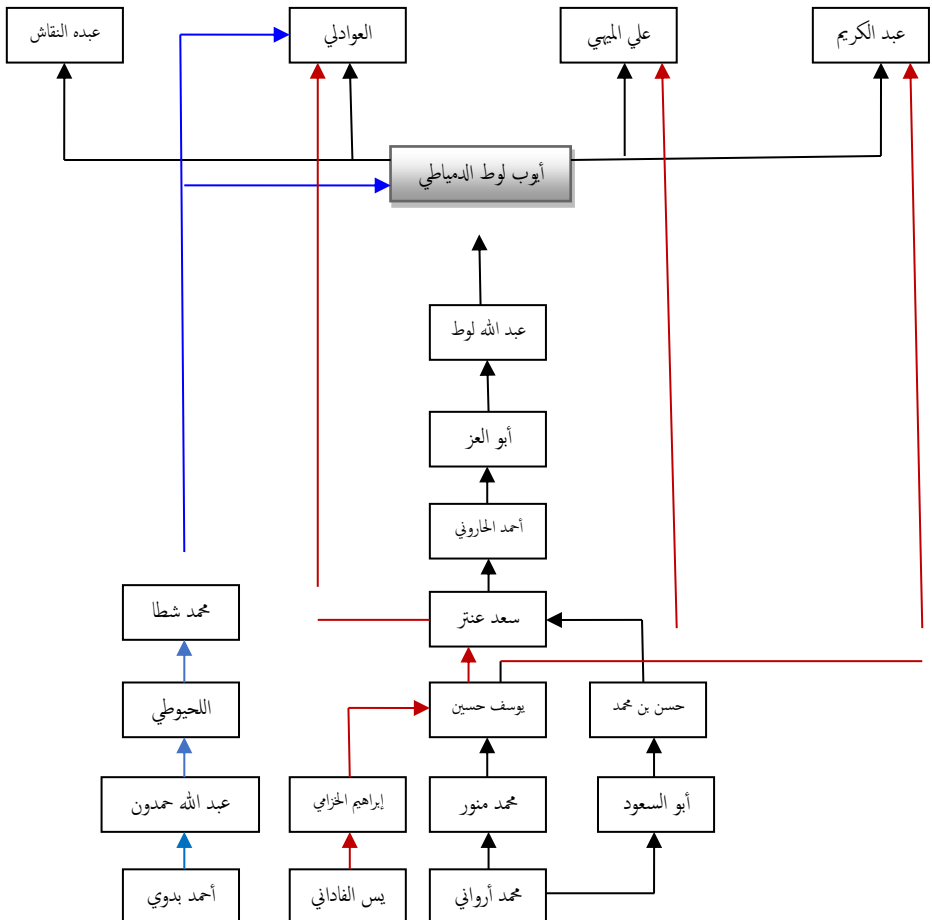 عبد الكريم
علي الميهي
العوادلي
عبده النقاش
أيوب لوط الدمياطي
عبد الله لوط
أبو العز
أحمد الحاروني
سعد عنتر
محمد شطا
حسن بن محمد
يوسف حسين
اللحيوطي
أبو السعود
محمد منور
إبراهيم الخزامي
عبد الله حمدون
محمد أرواني
يس الفاداني
أحمد بدوي